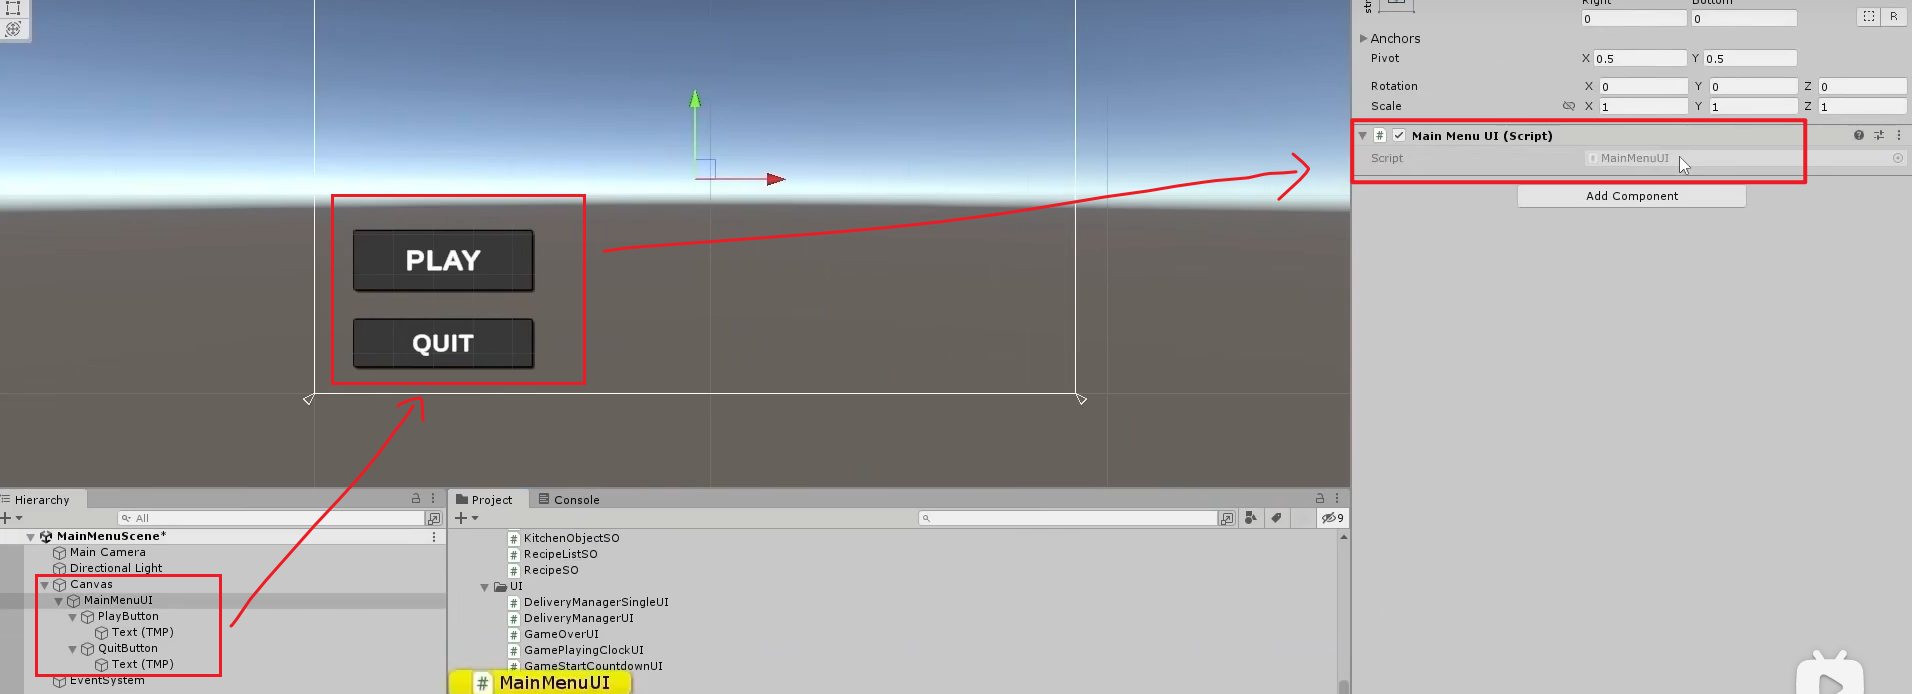 Right Bottom
0 0
R
Anchors
Pivot X 0.5 Y 0.5
Rotation X 0 Y 0 Z 0
Scale X 1 Y 1 Z 1
# Main Menu UI (Script)
Script MainMenuUI
Add Component
PLAY
QUIT
Hierarchy
All
MainMenuScene*
Main Camera
Directional Light
Canvas
MainMenuUI
PlayButton
Text (TMP)
QuitButton
Text (TMP)
EventSystem
Project Console
9
# KitchenObjectSO
# RecipeListSO
# RecipeSO
UI
# DeliveryManagerSingleUI
# DeliveryManagerUI
# GameOverUI
# GamePlayingClockUI
# GameStartCountdownUI
# MainMenuUI